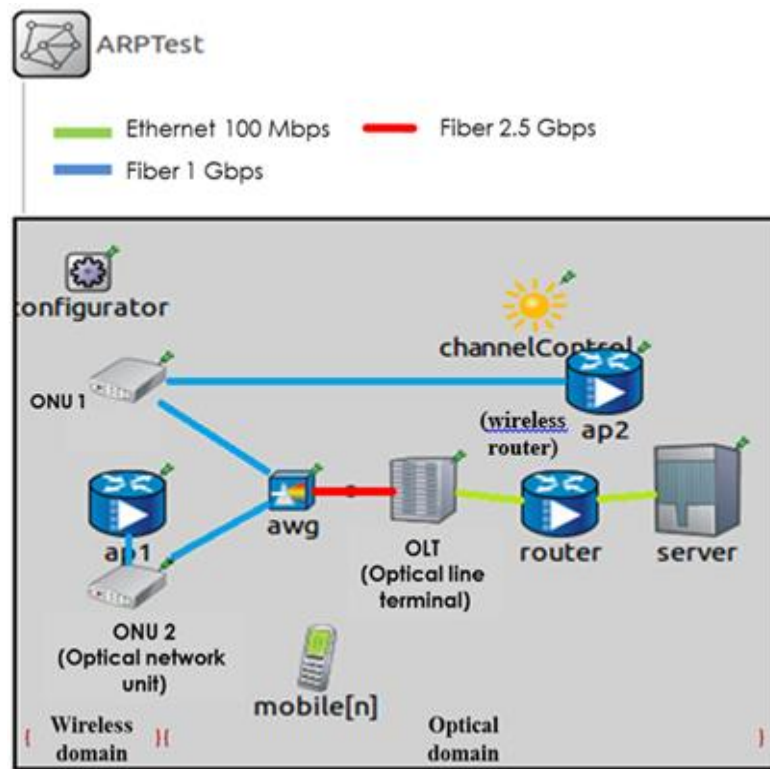 ARPTest
Ethernet 100 Mbps
Fiber 2.5 Gbps
Fiber 1 Gbps
configurator
channelControl
ONU 1
(wireless
router)
ap2
ap1
awg
OLT
(Optical line
terminal)
router
server
ONU 2
(Optical network
unit)
mobile[n]
{ Wireless
domain }
{ Optical
domain }